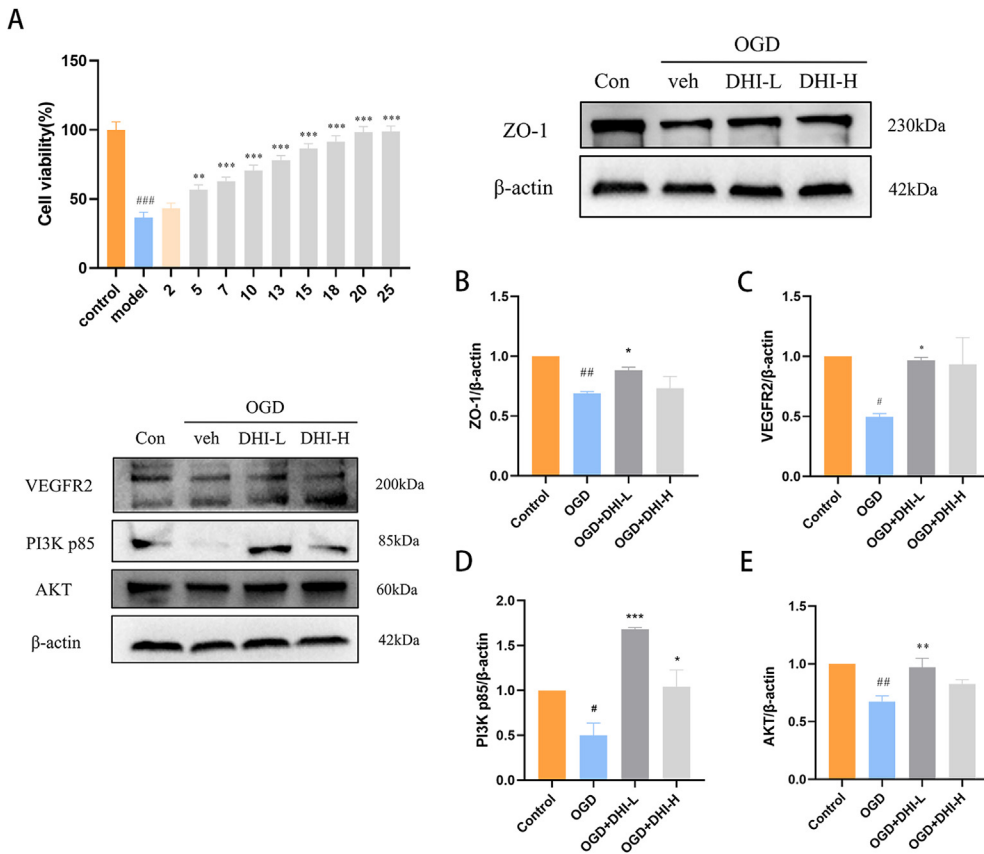 A
Cell viability(%)
150
100
50
0
###
**
***
***
***
***
***
***
***
control
model
2
5
7
10
13
15
18
20
25
OGD
Con veh DHI-L DHI-H
ZO-1 230kDa
β-actin 42kDa
OGD
Con veh DHI-L DHI-H
VEGFR2 200kDa
PI3K p85 85kDa
AKT 60kDa
β-actin 42kDa
B
ZO-1/β-actin
1.5
1.0
0.5
0.0
##
*
Control
OGD
OGD+DHI-L
OGD+DHI-H
C
VEGFR2/β-actin
1.5
1.0
0.5
0.0
#
*
Control
OGD
OGD+DHI-L
OGD+DHI-H
D
PI3K p85/β-actin
2.0
1.5
1.0
0.5
0.0
#
***
*
Control
OGD
OGD+DHI-L
OGD+DHI-H
E
AKT/β-actin
1.5
1.0
0.5
0.0
##
**
Control
OGD
OGD+DHI-L
OGD+DHI-H